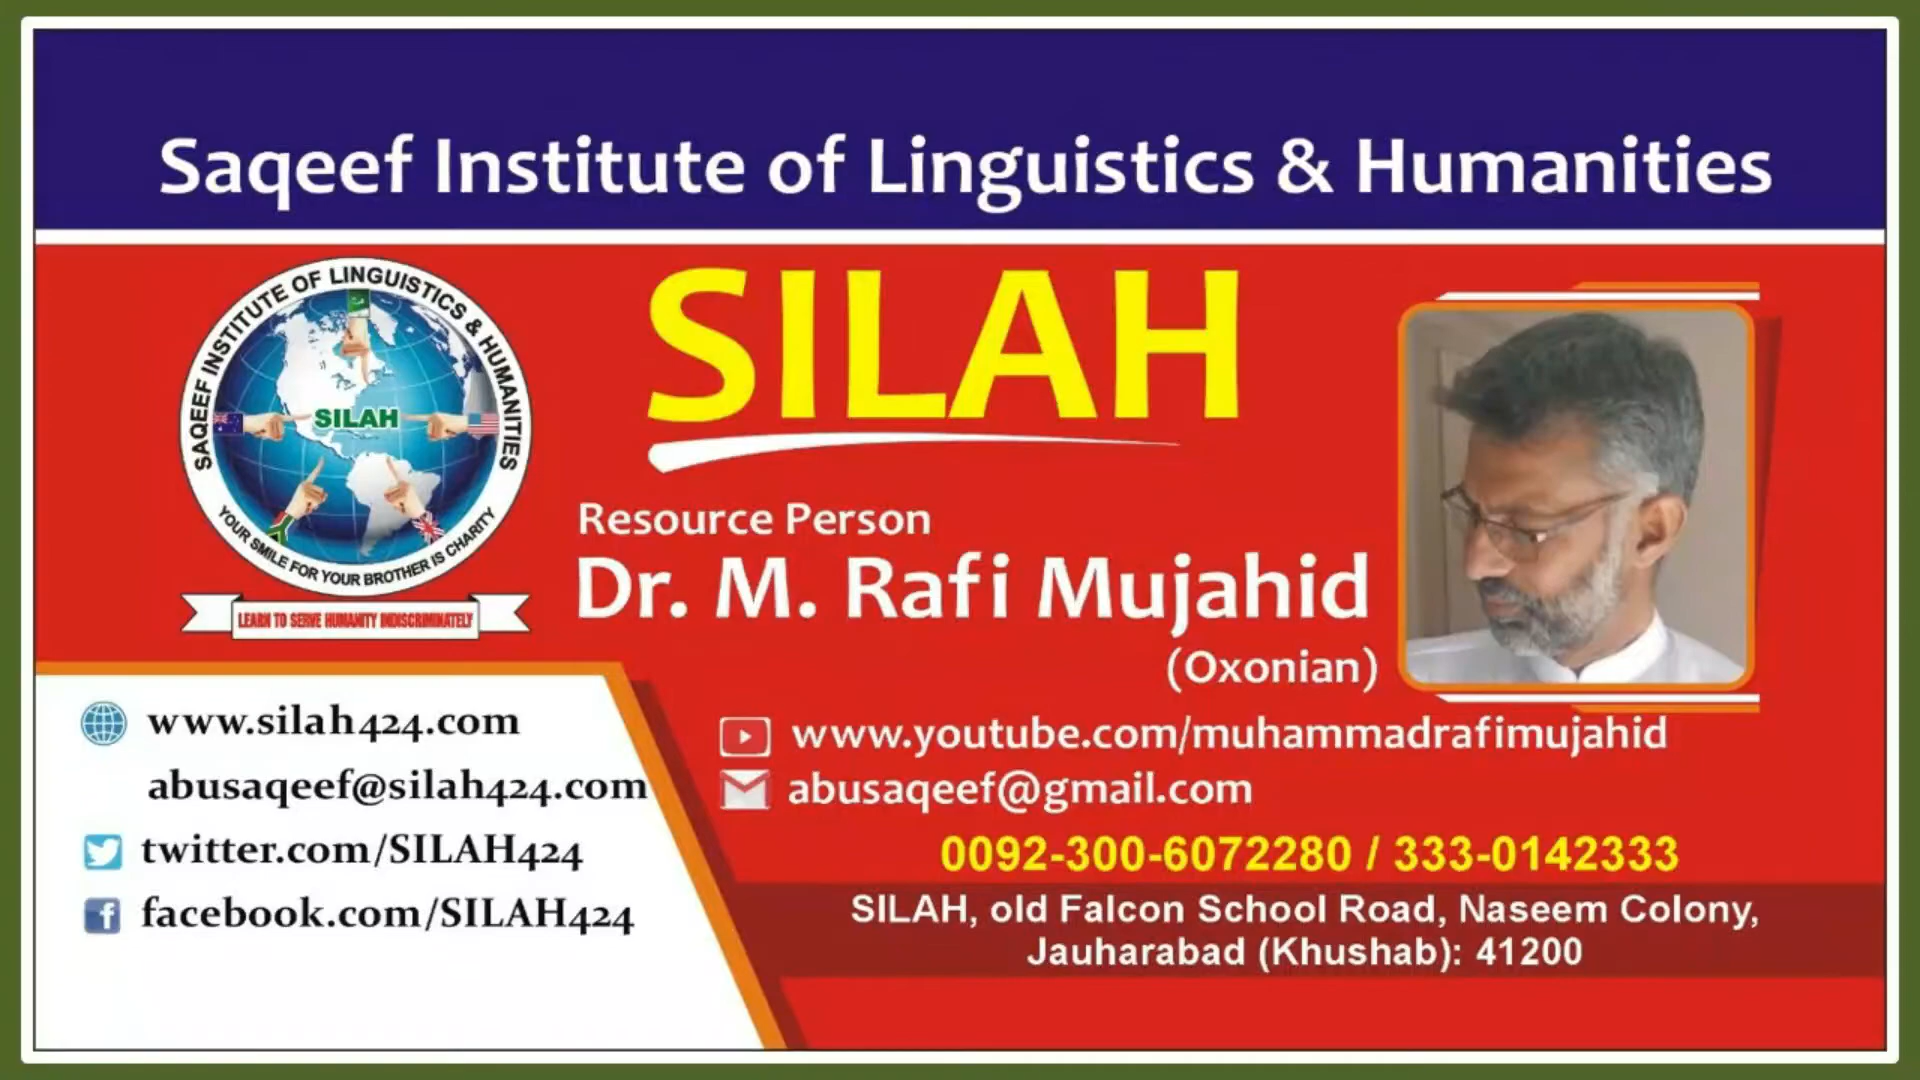 Saqeef Institute of Linguistics & Humanities
SAQEEF INSTITUTE OF LINGUISTICS & HUMANITIES
SILAH
YOUR SMILE FOR YOUR BROTHER IS CHARITY
LEARN TO SERVE HUMANITY INDISCRIMINATELY
SILAH
Resource Person
Dr. M. Rafi Mujahid
(Oxonian)
www.silah424.com
abusaqeef@silah424.com
twitter.com/SILAH424
facebook.com/SILAH424
www.youtube.com/muhammadrafimujahid
abusaqeef@gmail.com
0092-300-6072280 / 333-0142333
SILAH, old Falcon School Road, Naseem Colony,
Jauharabad (Khushab): 41200